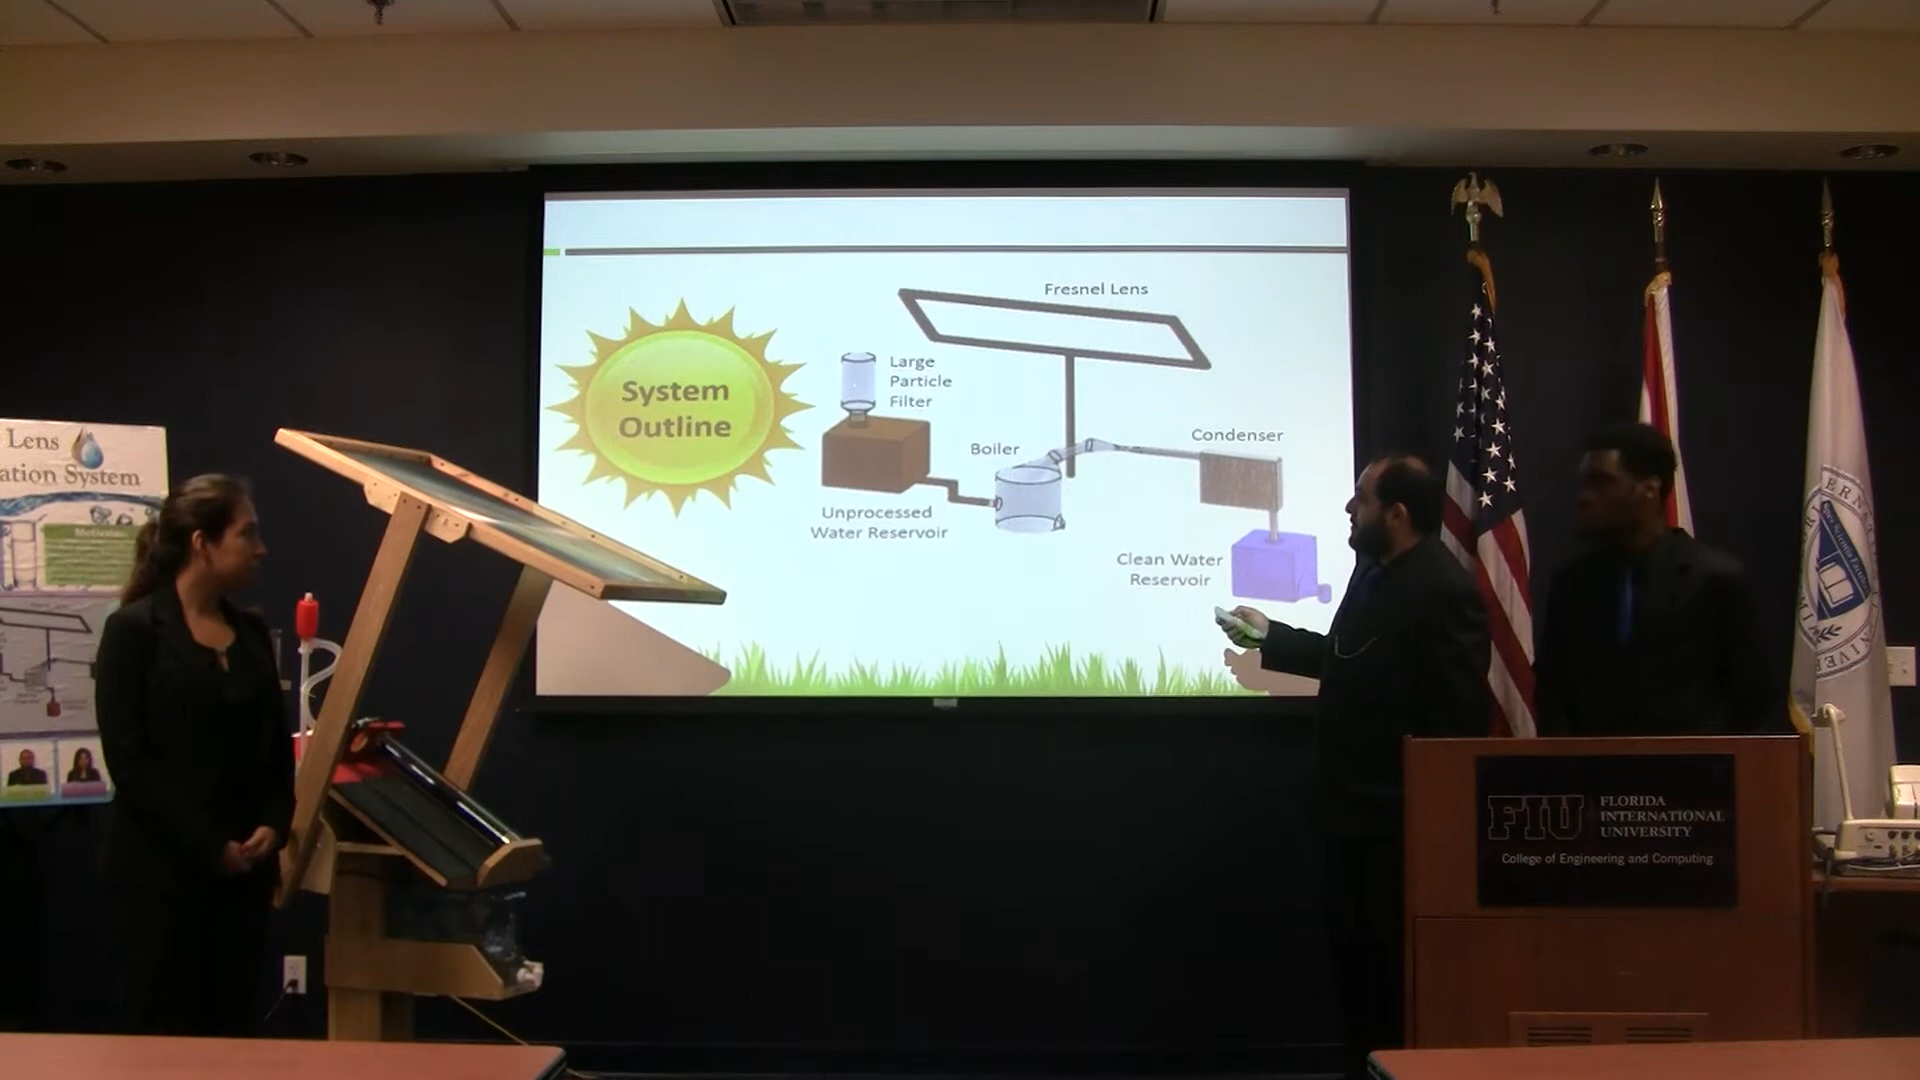 Lens
ation System
System
Outline
Fresnel Lens
Large
Particle
Filter
Boiler
Condenser
Unprocessed
Water Reservoir
Clean Water
Reservoir
FIU
FLORIDA
INTERNATIONAL
UNIVERSITY
College of Engineering and Computing